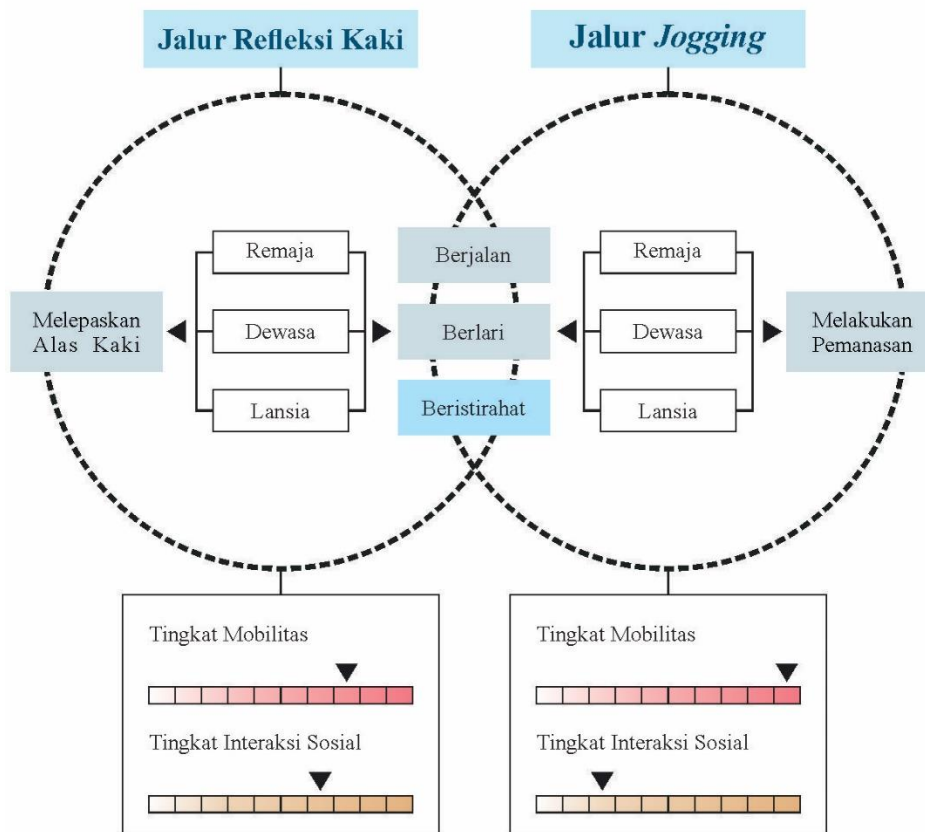 Jalur Refleksi Kaki
Jalur Jogging
Remaja
Berjalan
Remaja
Melepaskan
Alas Kaki
Dewasa
Berlari
Dewasa
Melakukan
Pemanasan
Lansia
Beristirahat
Lansia
Tingkat Mobilitas
Tingkat Interaksi Sosial
Tingkat Mobilitas
Tingkat Interaksi Sosial